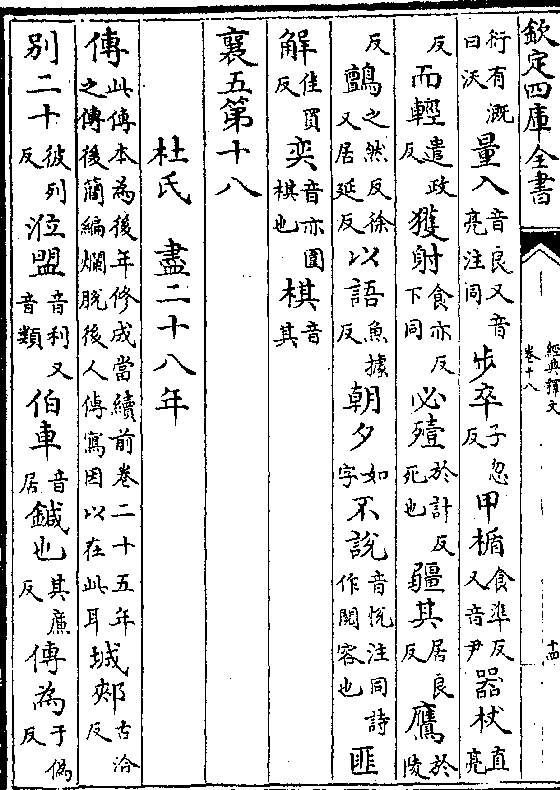 欽定四庫全書
經典釋文
卷十八
十四
衍有溉曰沃量入音良又音亮注同步卒子忽反甲楯食準反又音尹器杖直亮
反而輕遣政反獲射食亦反下同必殪於計反死也疆其居良反鷹於陵
反鸇之然反徐又居延反以語魚據反朝夕如字不說音悅注同詩作閱容也匪
解佳買反奕音亦圍棋也棋音其
襄五第十八
杜氏 盡二十八年
傳此傳本為後年修成當續前卷二十五年之傳後簡編爛脫後人傳寫因以在此耳城郟古洽反
別二十彼列反涖盟音利又音類伯車音居鍼也其廉反傳為于偽反